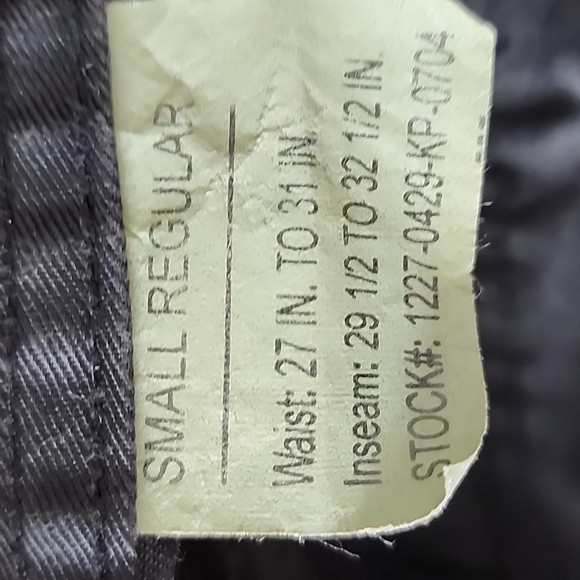 SMALL REGULAR
Waist: 27 IN. TO 31 IN.
Inseam: 29 1/2 TO 32 1/2 IN.
STOCK#: 1227-0429-KP-0704